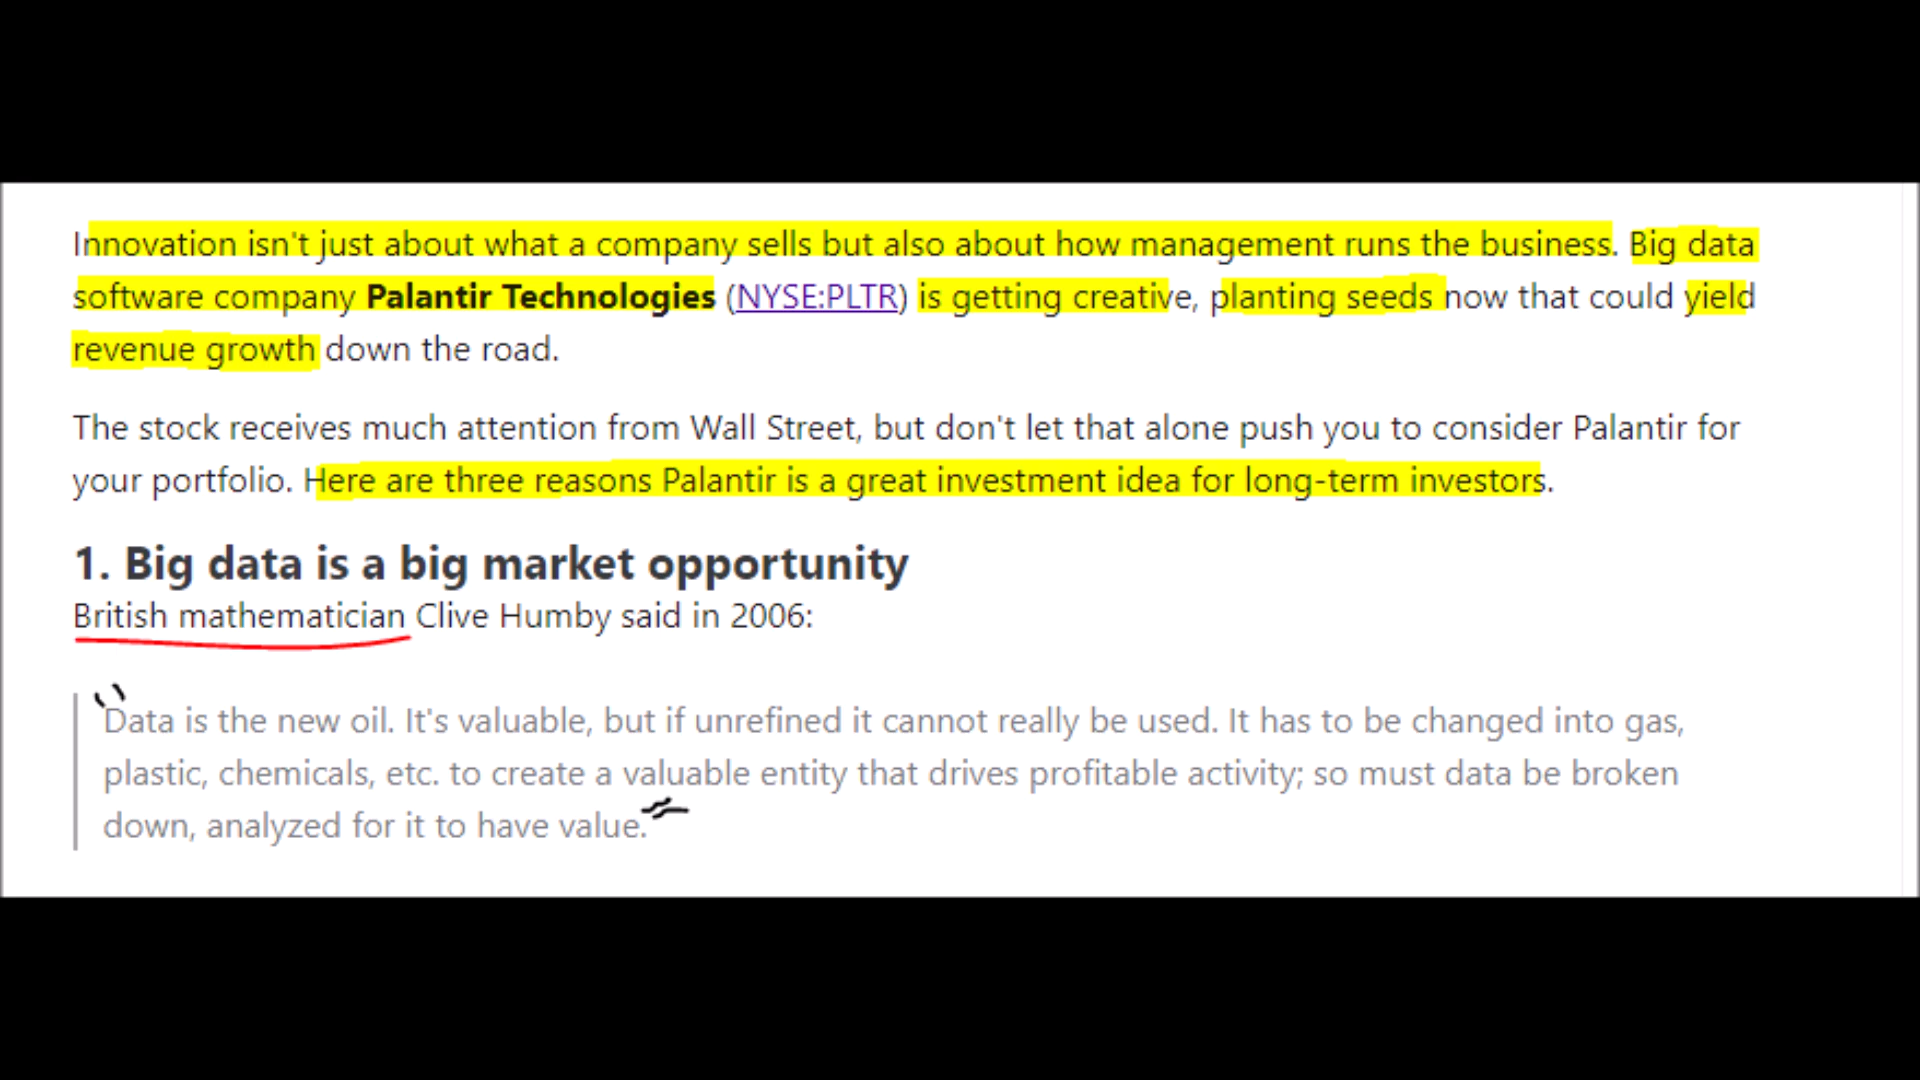 Innovation isn't just about what a company sells but also about how management runs the business. Big data
software company Palantir Technologies (NYSE:PLTR) is getting creative, planting seeds now that could yield
revenue growth down the road.
The stock receives much attention from Wall Street, but don't let that alone push you to consider Palantir for
your portfolio. Here are three reasons Palantir is a great investment idea for long-term investors.
1. Big data is a big market opportunity
British mathematician Clive Humby said in 2006:
Data is the new oil. It's valuable, but if unrefined it cannot really be used. It has to be changed into gas,
plastic, chemicals, etc. to create a valuable entity that drives profitable activity; so must data be broken
down, analyzed for it to have value.